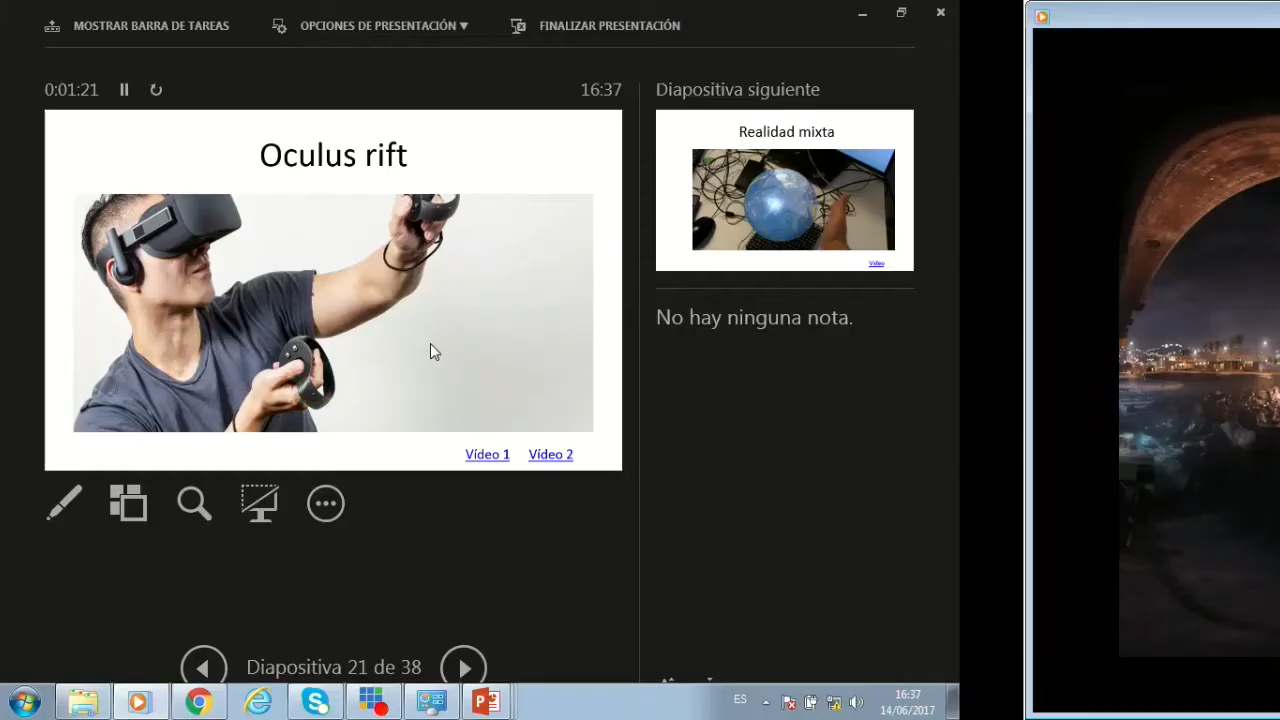 MOSTRAR BARRA DE TAREAS
OPCIONES DE PRESENTACIÓN ▼
FINALIZAR PRESENTACIÓN
0:01:21
16:37
Diapositiva siguiente
Oculus rift
Vídeo 1 Vídeo 2
Realidad mixta
Vídeo
No hay ninguna nota.
Diapositiva 21 de 38
ES
16:37
14/06/2017